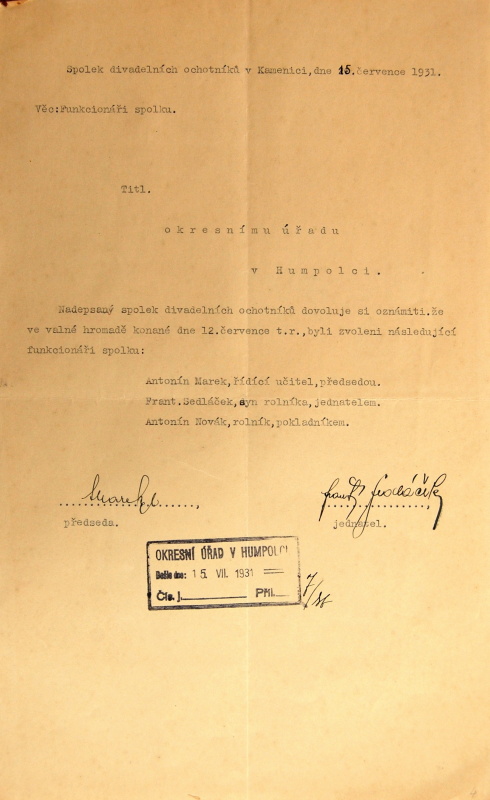 Spolek divadelních ochotníků v Kamenici,dne 15.července 1931.
Věc:Funkcionáři spolku.
Titl.
okresnímu úřadu
v Humpolci.
Nadepsaný spolek divadelních ochotníků dovoluje si oznámiti.že
ve valné hromadě konané dne 12.července t.r.,byli zvoleni následující
funkcionáři spolku:
Antonín Marek,řídící učitel,předsedou.
Frant.Sedláček,syn rolníka,jednatelem.
Antonín Novák,rolník,pokladníkem.
Marek Frant. Sedláček
předseda. jednatel.
OKRESNÍ ÚŘAD V HUMPOLCI
Došlo dne: 15 VII. 1931
Čís. j. Příl.